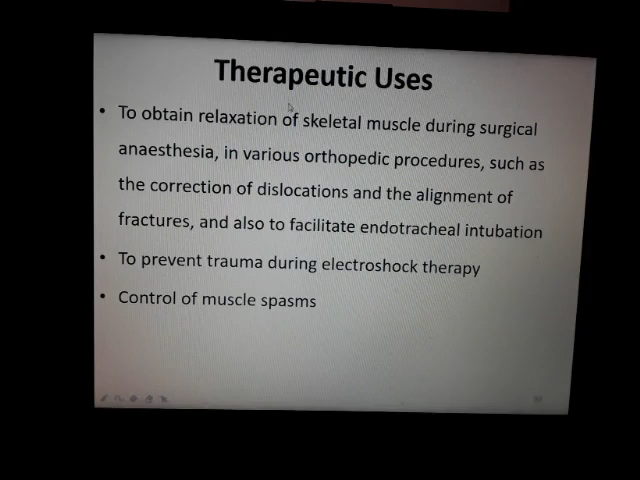 Therapeutic Uses
• To obtain relaxation of skeletal muscle during surgical
anaesthesia, in various orthopedic procedures, such as
the correction of dislocations and the alignment of
fractures, and also to facilitate endotracheal intubation
• To prevent trauma during electroshock therapy
• Control of muscle spasms